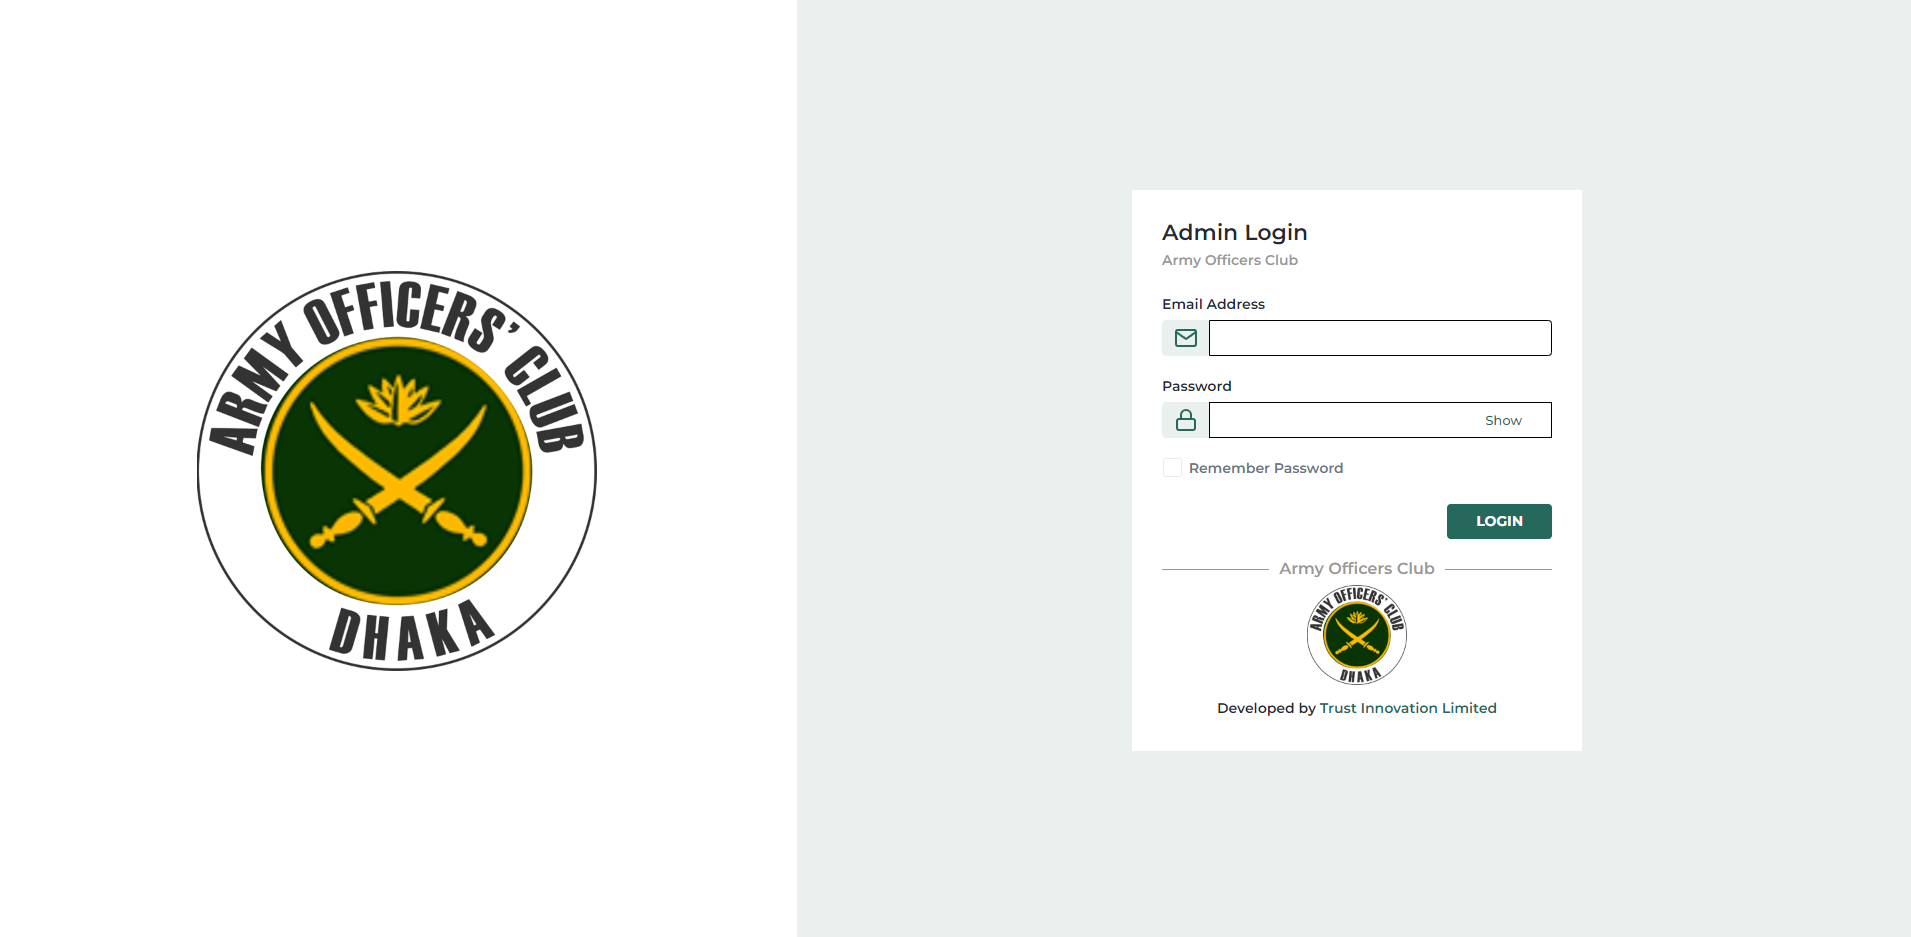 ARMY OFFICERS' CLUB
DHAKA
Admin Login
Army Officers Club
Email Address
Password
Show
Remember Password
LOGIN
Army Officers Club
ARMY OFFICERS' CLUB
DHAKA
Developed by Trust Innovation Limited